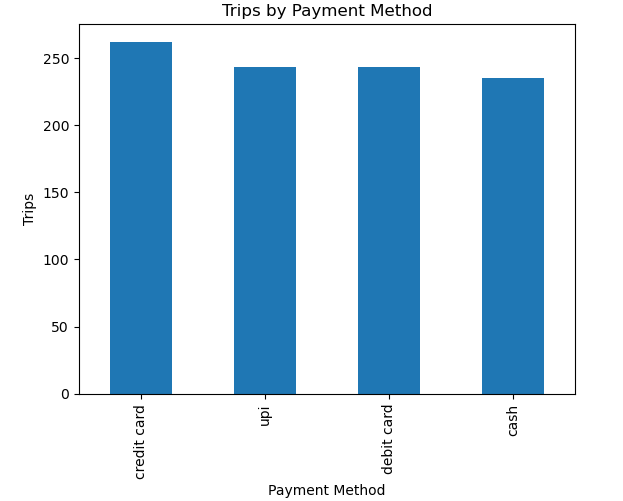 Trips by Payment Method
250
200
150
100
50
0
Trips
credit card
upi
debit card
cash
Payment Method